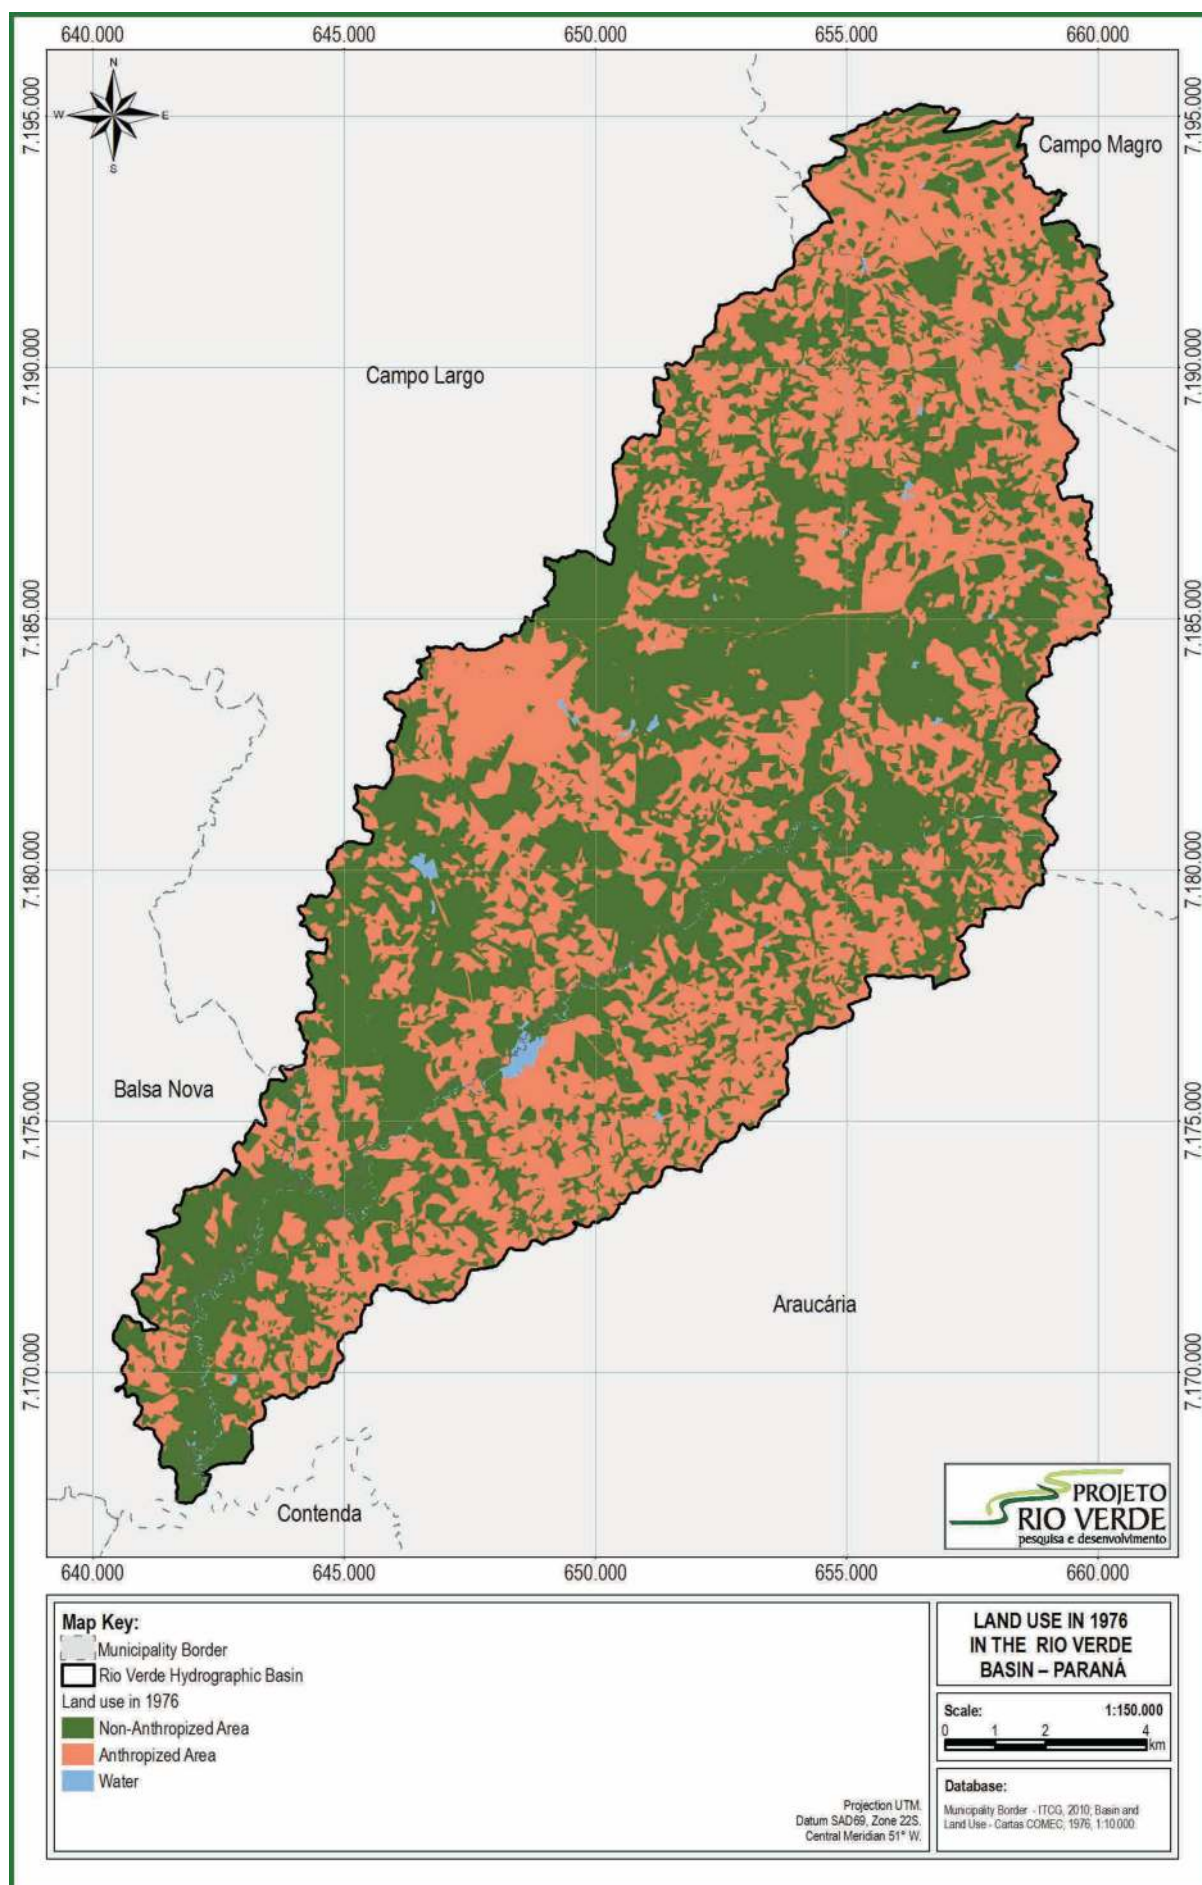 640.000 645.000 650.000 655.000 660.000
N
W E
S
7.195.000 7.195.000
Campo Magro
7.190.000 7.190.000
Campo Largo
7.185.000 7.185.000
7.180.000 7.180.000
Balsa Nova
7.175.000 7.175.000
Araucária
7.170.000 7.170.000
Contenda
PROJETO
RIO VERDE
pesquisa e desenvolvimento
640.000 645.000 650.000 655.000 660.000
Map Key:
Municipality Border
Rio Verde Hydrographic Basin
Land use in 1976
Non-Anthropized Area
Anthropized Area
Water
Projection UTM.
Datum SAD69, Zone 22S.
Central Meridian 51° W.
LAND USE IN 1976
IN THE RIO VERDE
BASIN – PARANÁ
Scale: 1:150.000
0 1 2 4
km
Database:
Municipality Border - ITCG, 2010; Basin and
Land Use - Cartas COMEC, 1976, 1:10.000